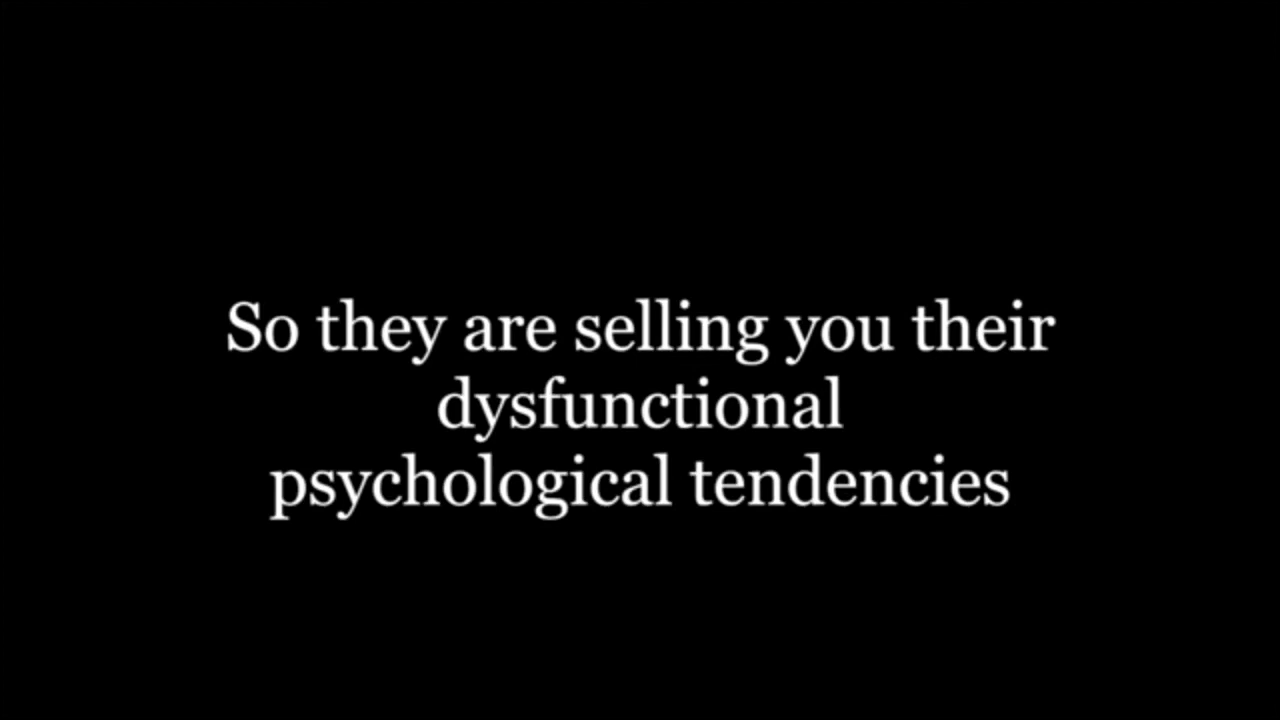 So they are selling you their
dysfunctional
psychological tendencies